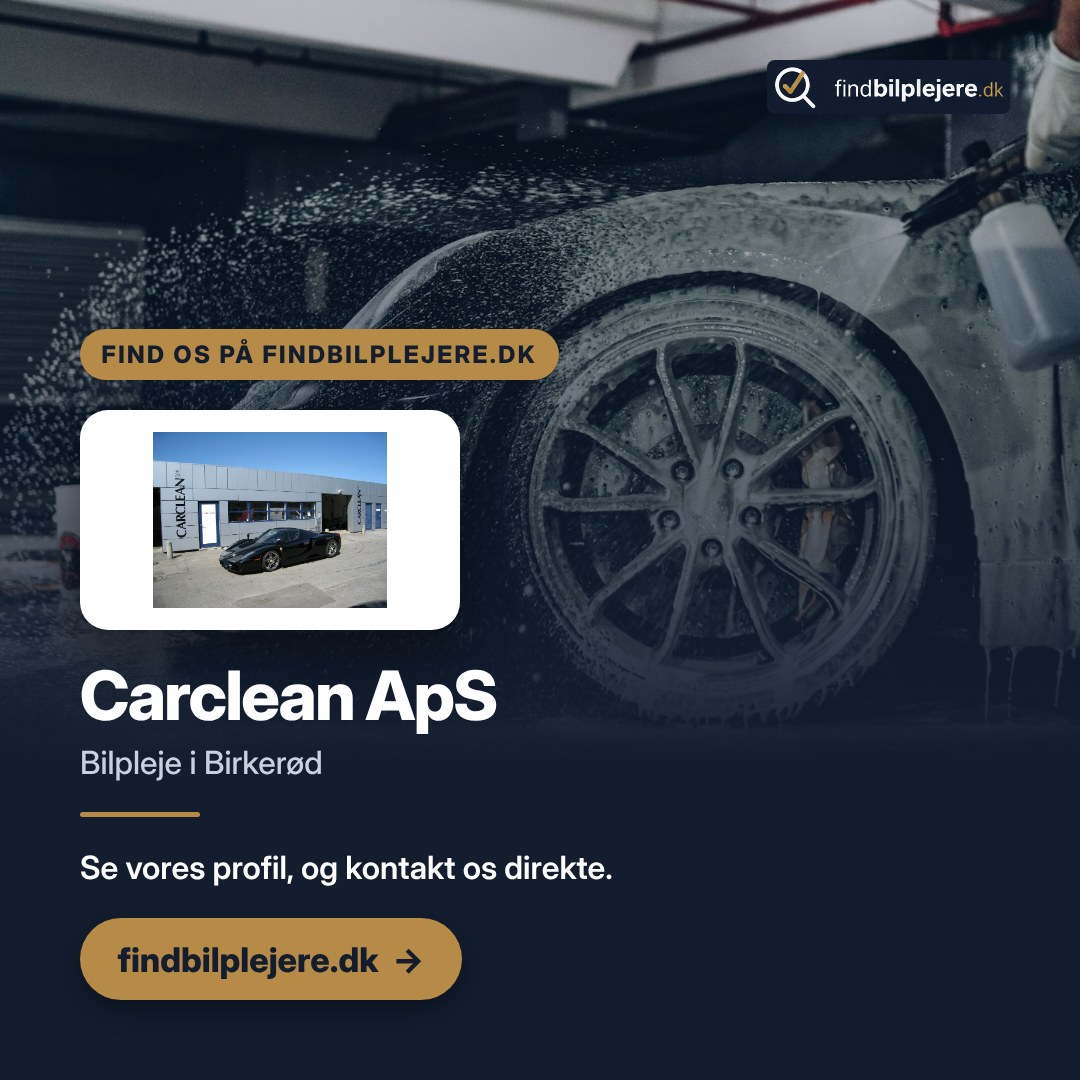 findbilplejere.dk
FIND OS PÅ FINDBILPLEJERE.DK
CARCLEAN
CARCLEAN
Carclean ApS
Bilpleje i Birkerød
Se vores profil, og kontakt os direkte.
findbilplejere.dk →